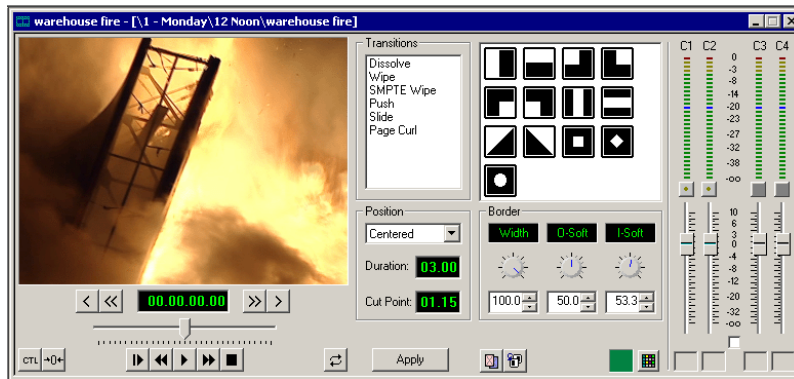 warehouse fire - [\1 - Monday\12 Noon\warehouse fire]
Transitions
Dissolve
Wipe
SMPTE Wipe
Push
Slide
Page Curl
Position
Centered
Duration: 03.00
Cut Point: 01.15
Border
Width O-Soft I-Soft
100.0 50.0 53.3
00.00.00.00
CTL →0←
Apply
C1 C2 C3 C4
0
-3
-8
-14
-20
-23
-27
-32
-38
-oo
10
6
3
0
-4
-8
-12
-20
-32
-oo